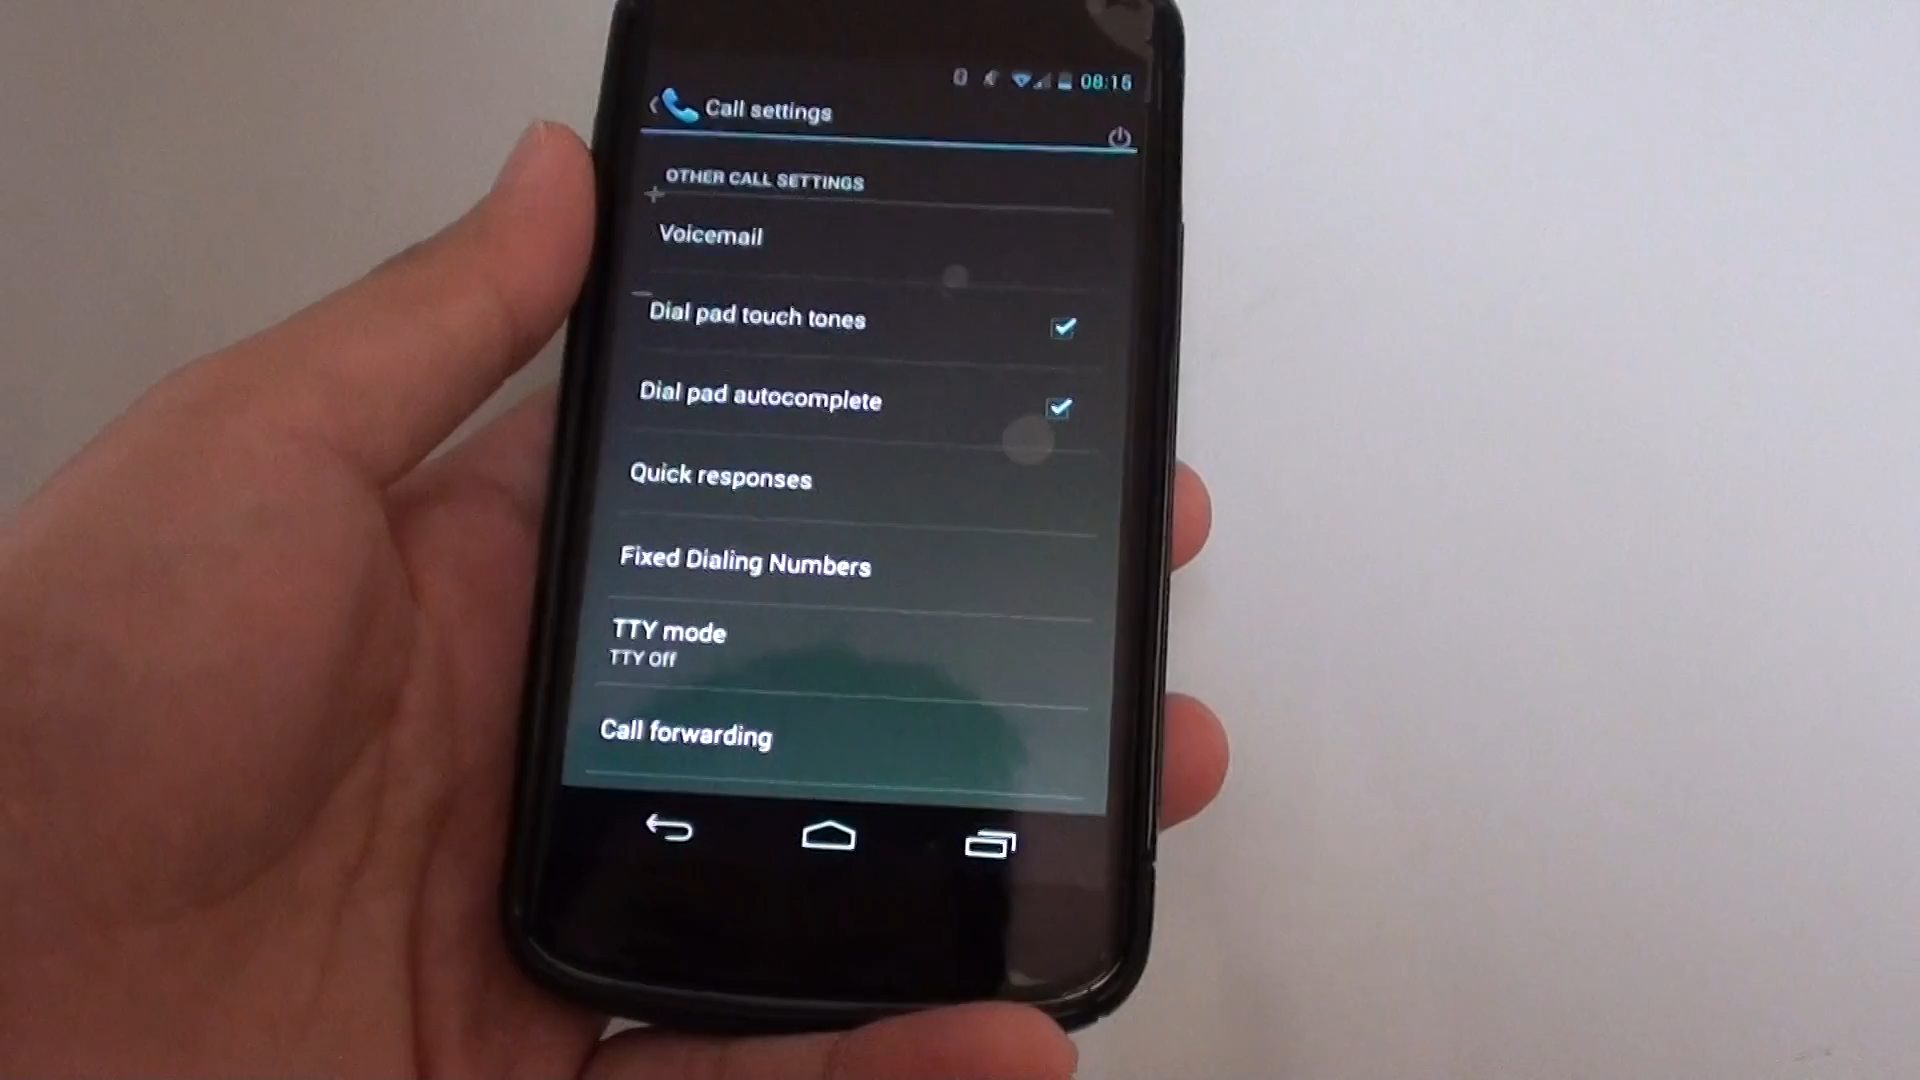 08:15
Call settings
OTHER CALL SETTINGS
Voicemail
Dial pad touch tones
Dial pad autocomplete
Quick responses
Fixed Dialing Numbers
TTY mode
TTY Off
Call forwarding